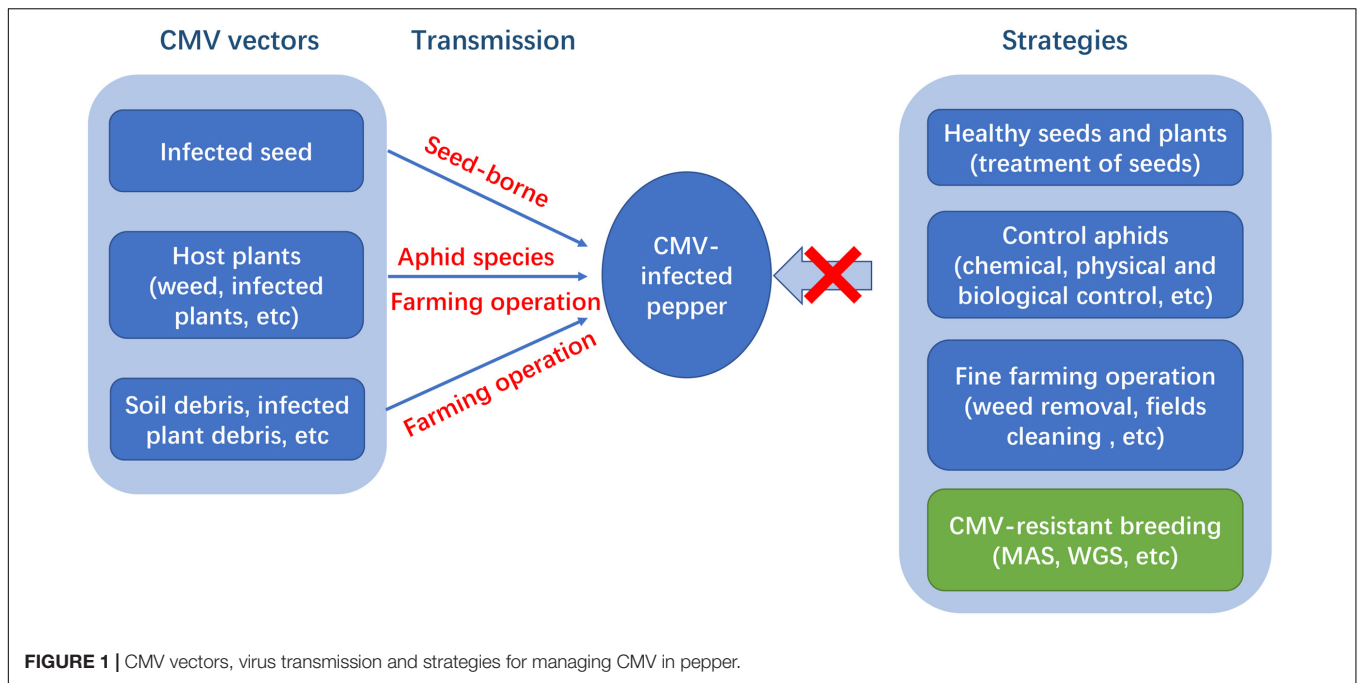 CMV vectors
Transmission
Strategies
Infected seed
Host plants
(weed, infected
plants, etc)
Soil debris, infected
plant debris, etc
Seed-borne
Aphid species
Farming operation
Farming operation
CMV-
infected
pepper
Healthy seeds and plants
(treatment of seeds)
Control aphids
(chemical, physical and
biological control, etc)
Fine farming operation
(weed removal, fields
cleaning , etc)
CMV-resistant breeding
(MAS, WGS, etc)
FIGURE 1 | CMV vectors, virus transmission and strategies for managing CMV in pepper.